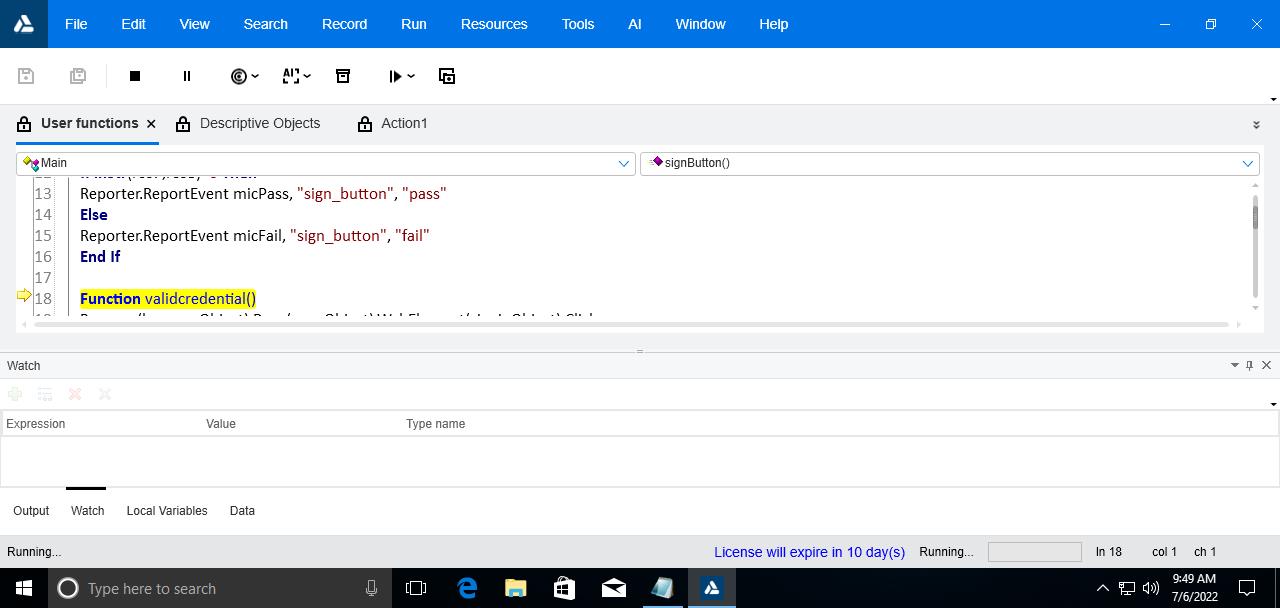 File Edit View Search Record Run Resources Tools AI Window Help
User functions Descriptive Objects Action1
Main signButton()
13 Reporter.ReportEvent micPass, "sign_button", "pass"
14 Else
15 Reporter.ReportEvent micFail, "sign_button", "fail"
16 End If
17
18 Function validcredential()
Watch
Expression Value Type name
Output Watch Local Variables Data
Running... License will expire in 10 day(s) Running... ln 18 col 1 ch 1
Type here to search 9:49 AM
7/6/2022